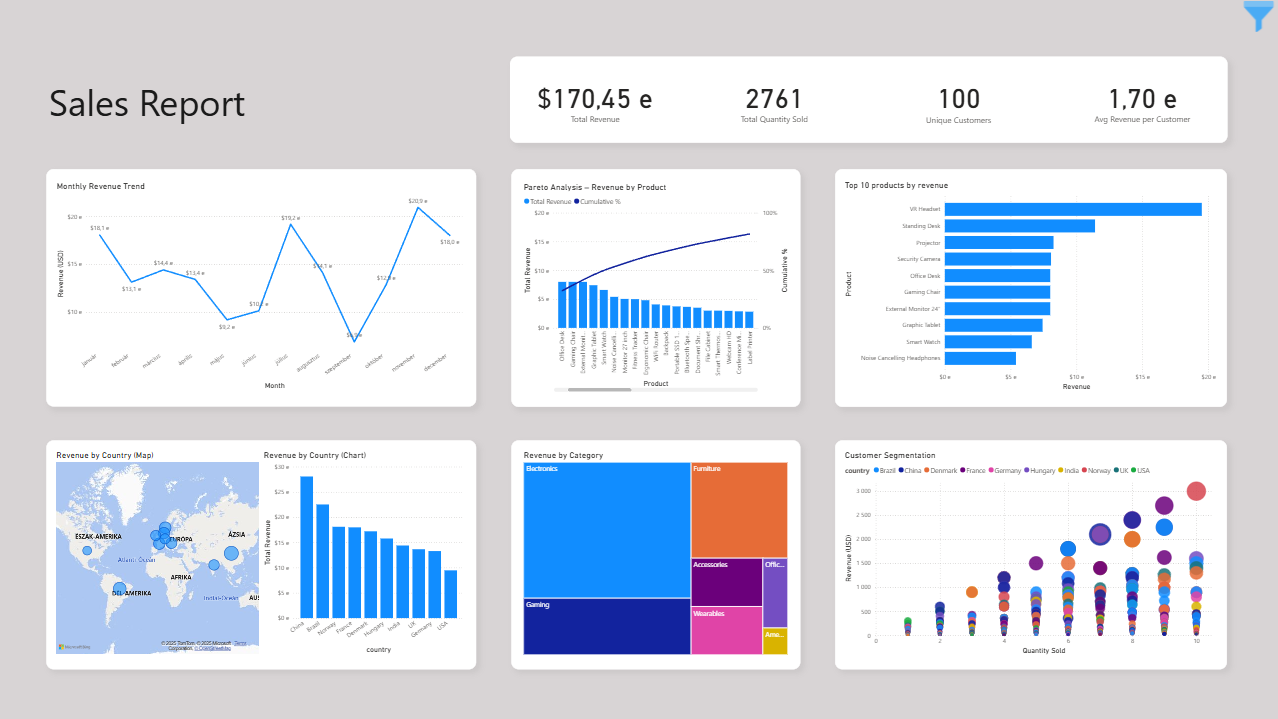 Sales Report
$170,45 e
Total Revenue
2761
Total Quantity Sold
100
Unique Customers
1,70 e
Avg Revenue per Customer
Monthly Revenue Trend
Revenue (USD)
$20 e
$15 e
$10 e
$18,1 e
$13,1 e
$14,4 e
$13,4 e
$9,2 e
$19,2 e
$20,9 e
$18,0 e
január
február
március
április
május
június
július
augusztus
szeptember
október
november
december
Month
Pareto Analysis – Revenue by Product
Total Revenue Cumulative %
Total Revenue
$20 e
$15 e
$10 e
$5 e
$0 e
100%
50%
0%
Cumulative %
Office Desk
Gaming Chair
External Monit...
Graphic Tablet
Smart Watch
Noise Cancelli...
Monitor 27 inch
Fitness Tracker
Ergonomic Chair
WiFi Router
Backpack
Portable SSD 1...
Bluetooth Spe...
Document Sh...
File Cabinet
Smart Thermos...
Webcam HD
Conference Mi...
Label Printer
Product
Top 10 products by revenue
Product
VR Headset
Standing Desk
Projector
Security Camera
Office Desk
Gaming Chair
External Monitor 24"
Graphic Tablet
Smart Watch
Noise Cancelling Headphones
$0 e
$5 e
$10 e
$15 e
$20 e
Revenue
Revenue by Country (Map)
ÉSZAK-AMERIKA
EURÓPA
ÁZSIA
Atlanti-Óceán
AFRIKA
DÉL-AMERIKA
Indiai-Óceán
AUS
© 2025 TomTom, © 2025 Microsoft Corporation, © OpenStreetMap Terms
Revenue by Country (Chart)
Total Revenue
$30 e
$25 e
$20 e
$15 e
$10 e
$5 e
$0 e
China
Brazil
Norway
France
Denmark
Hungary
India
UK
Germany
USA
country
Revenue by Category
Electronics
Gaming
Furniture
Accessories
Wearables
Offic...
Ame...
Customer Segmentation
country Brazil China Denmark France Germany Hungary India Norway UK USA
Revenue (USD)
3 000
2 500
2 000
1 500
1 000
500
0
0
2
4
6
8
10
Quantity Sold